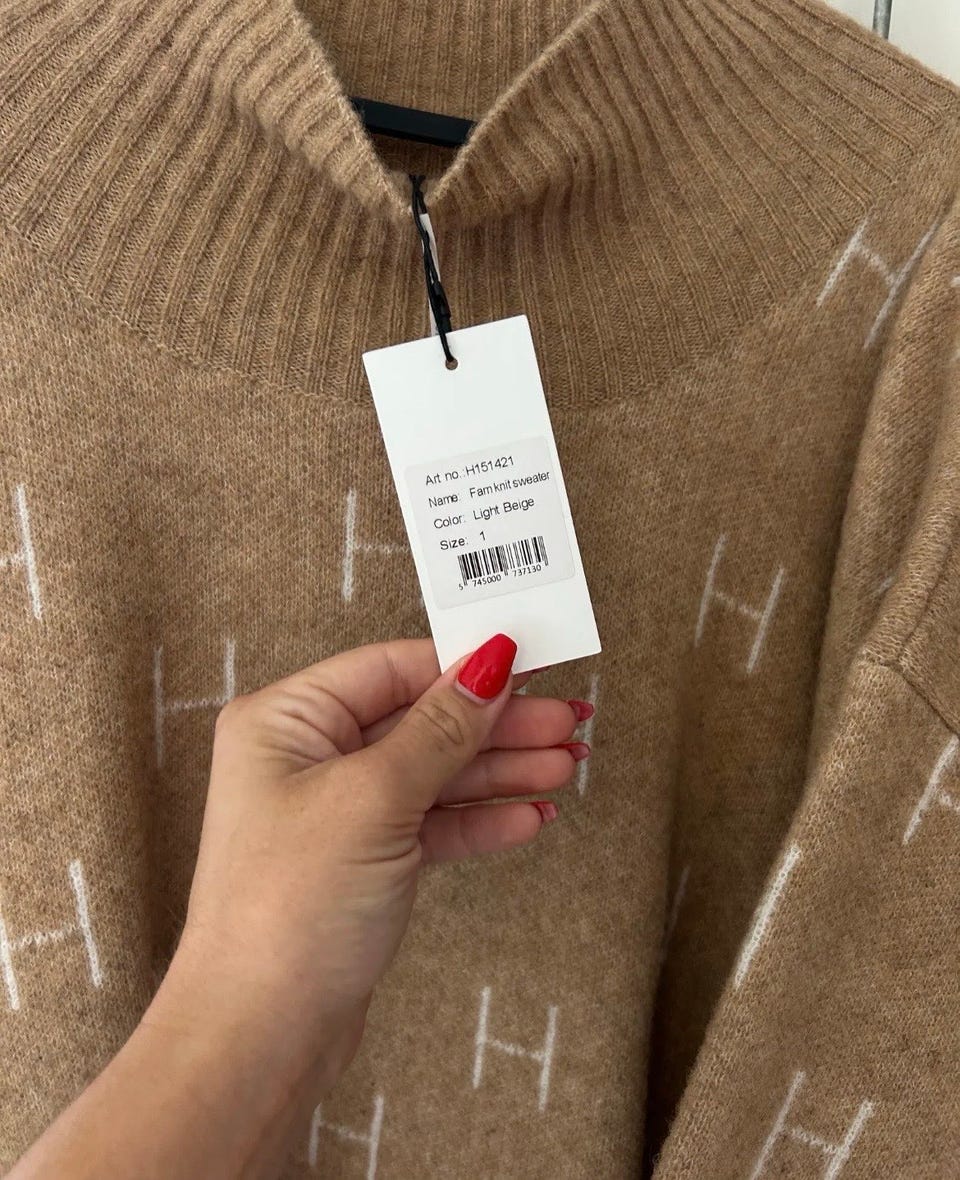 Art no.:H151421
Name: Fam knit sweater
Color: Light Beige
Size: 1
5 745000 737130
H H
H H H
H H
H H
H
H H